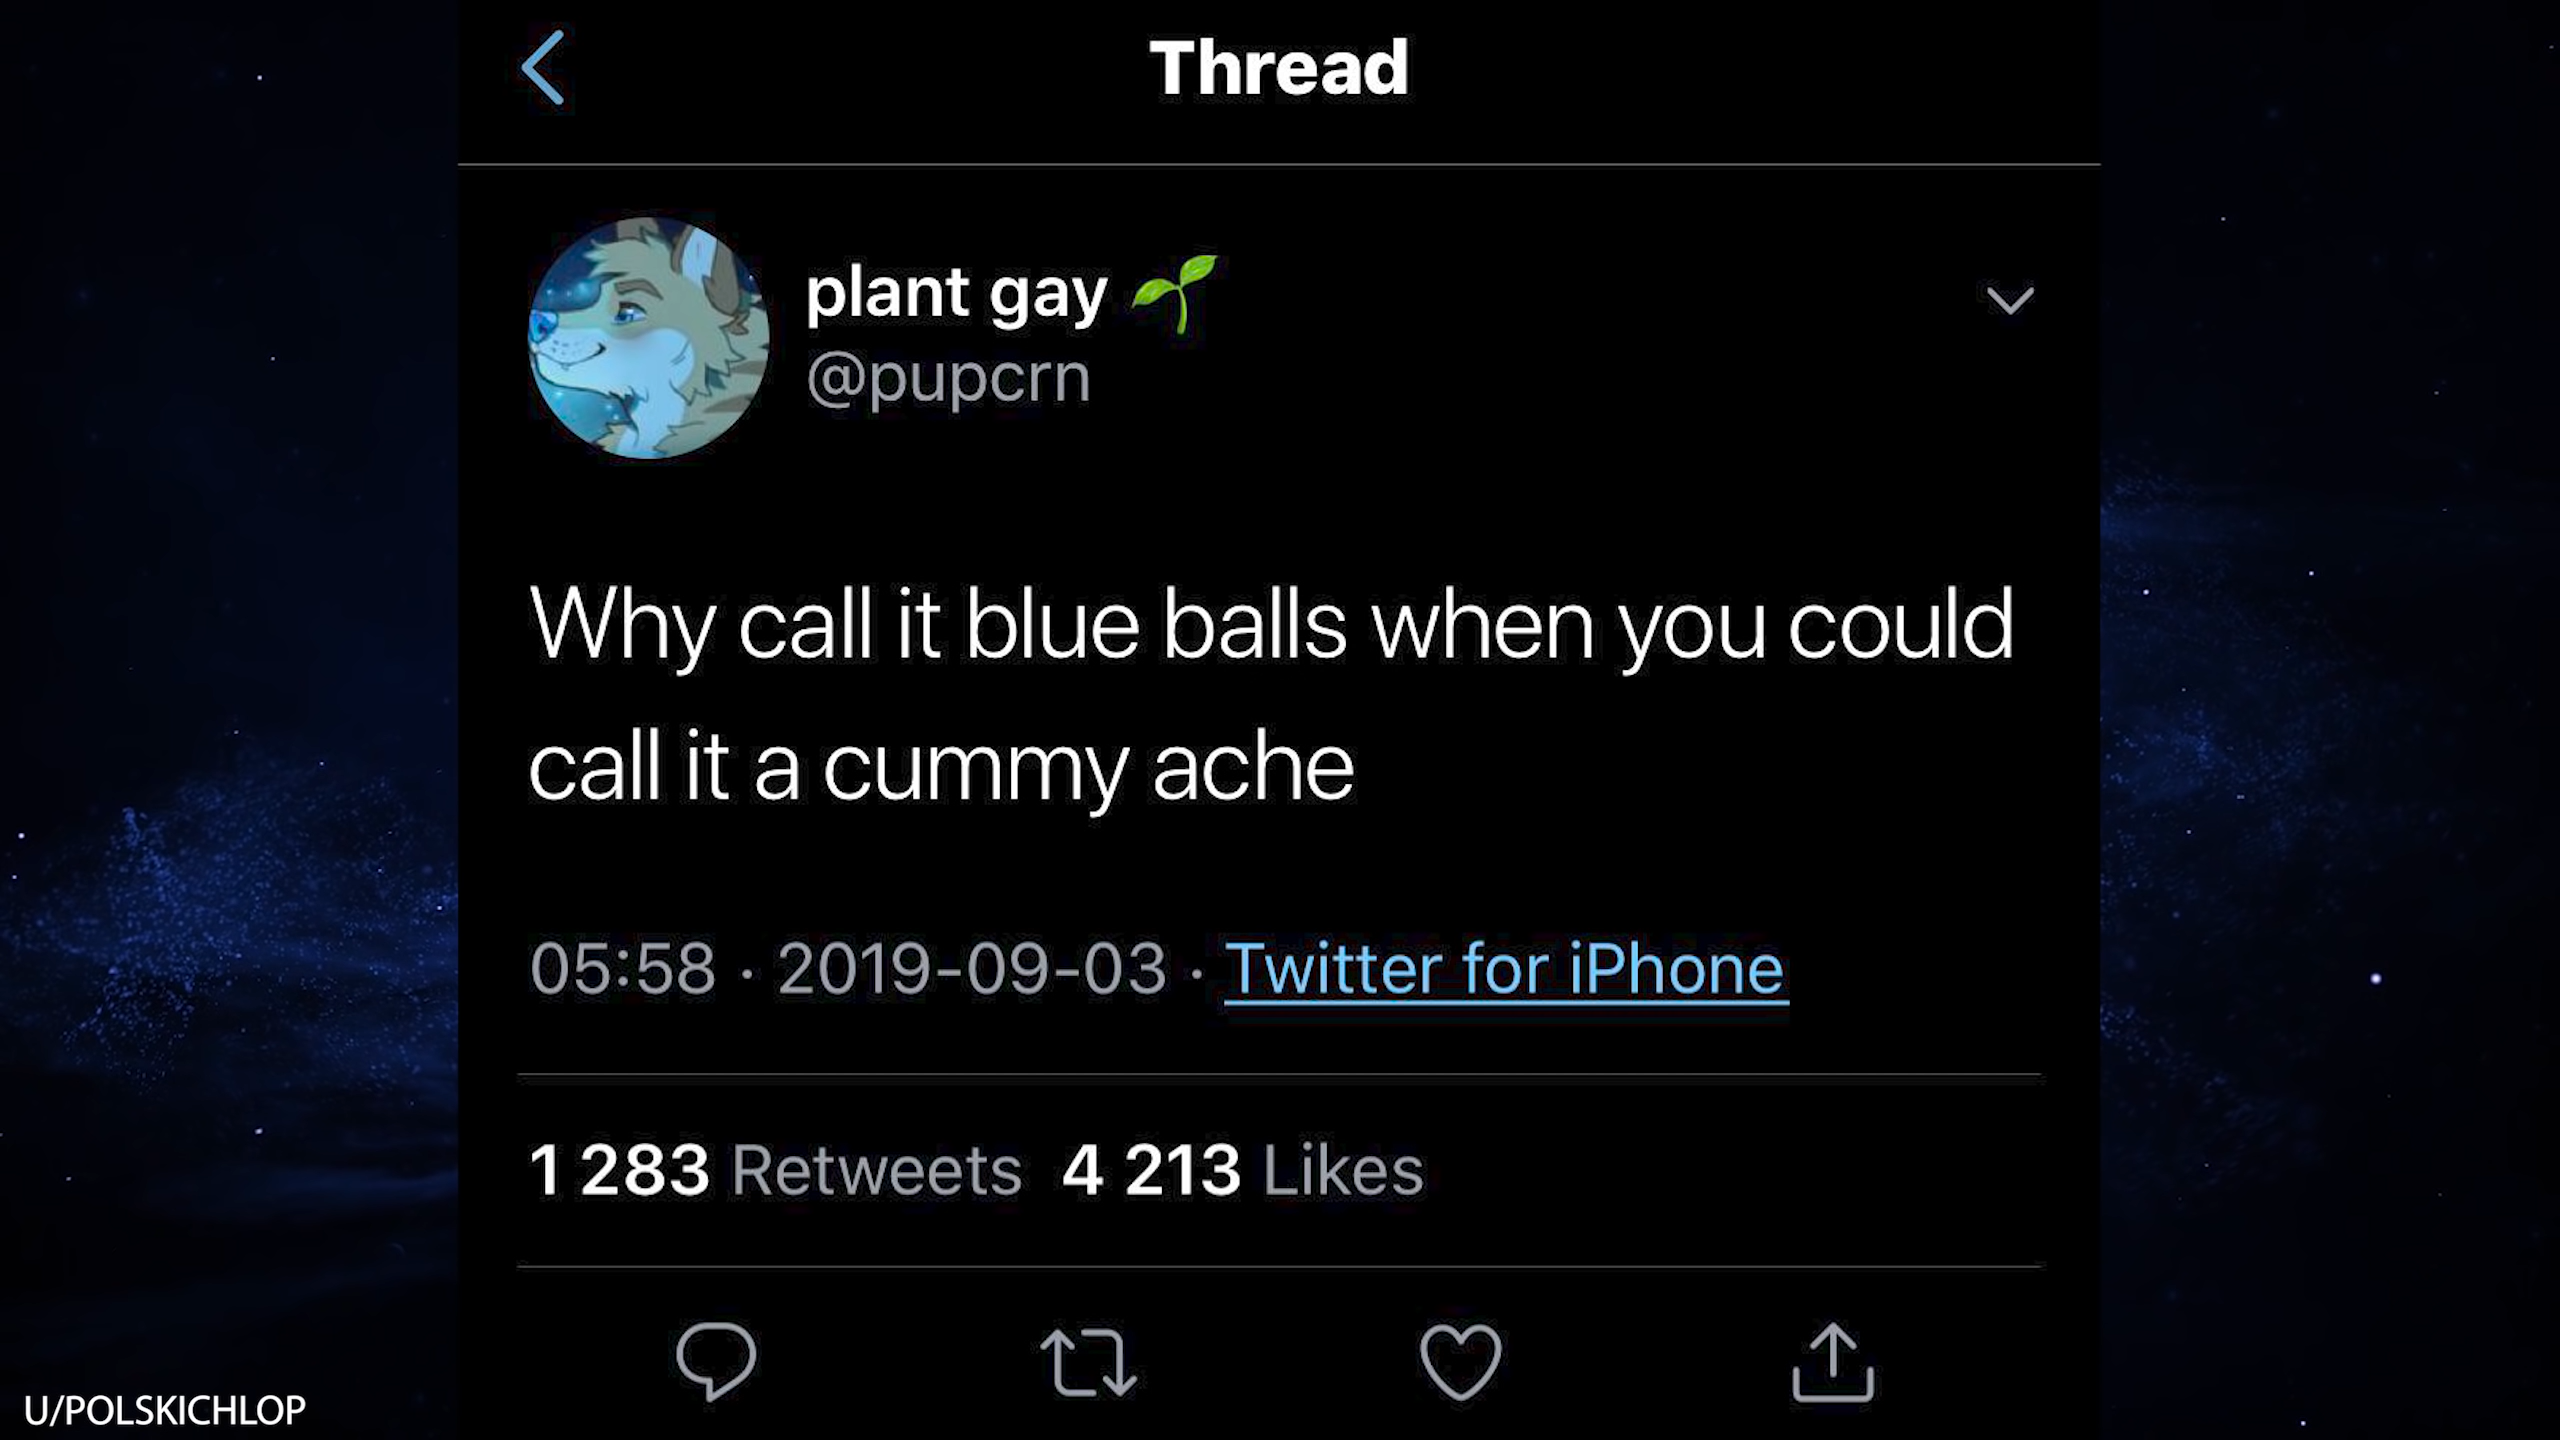 Thread
plant gay 🌱
@pupcrn
Why call it blue balls when you could
call it a cummy ache
05:58 · 2019-09-03 · Twitter for iPhone
1 283 Retweets 4 213 Likes
U/POLSKICHLOP